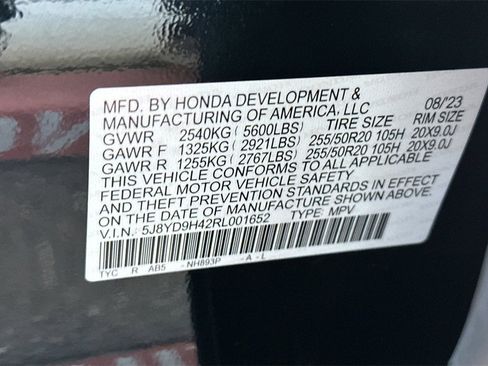 MFD. BY HONDA DEVELOPMENT &
MANUFACTURING OF AMERICA, LLC 08/'23
GVWR 2540KG ( 5600LBS) TIRE SIZE RIM SIZE
GAWR F 1325KG ( 2921LBS) 255/50R20 105H 20X9.0J
GAWR R 1255KG ( 2767LBS) 255/50R20 105H 20X9.0J
THIS VEHICLE CONFORMS TO ALL APPLICABLE
FEDERAL MOTOR VEHICLE SAFETY
AND THEFT PREVENTION STANDARDS IN EFFECT
ON THE DATE OF MANUFACTURE SHOWN ABOVE.
V.I.N.: 5J8YD9H42RL001652 TYPE: MPV
TYC R AB5 - NH893P - A - L